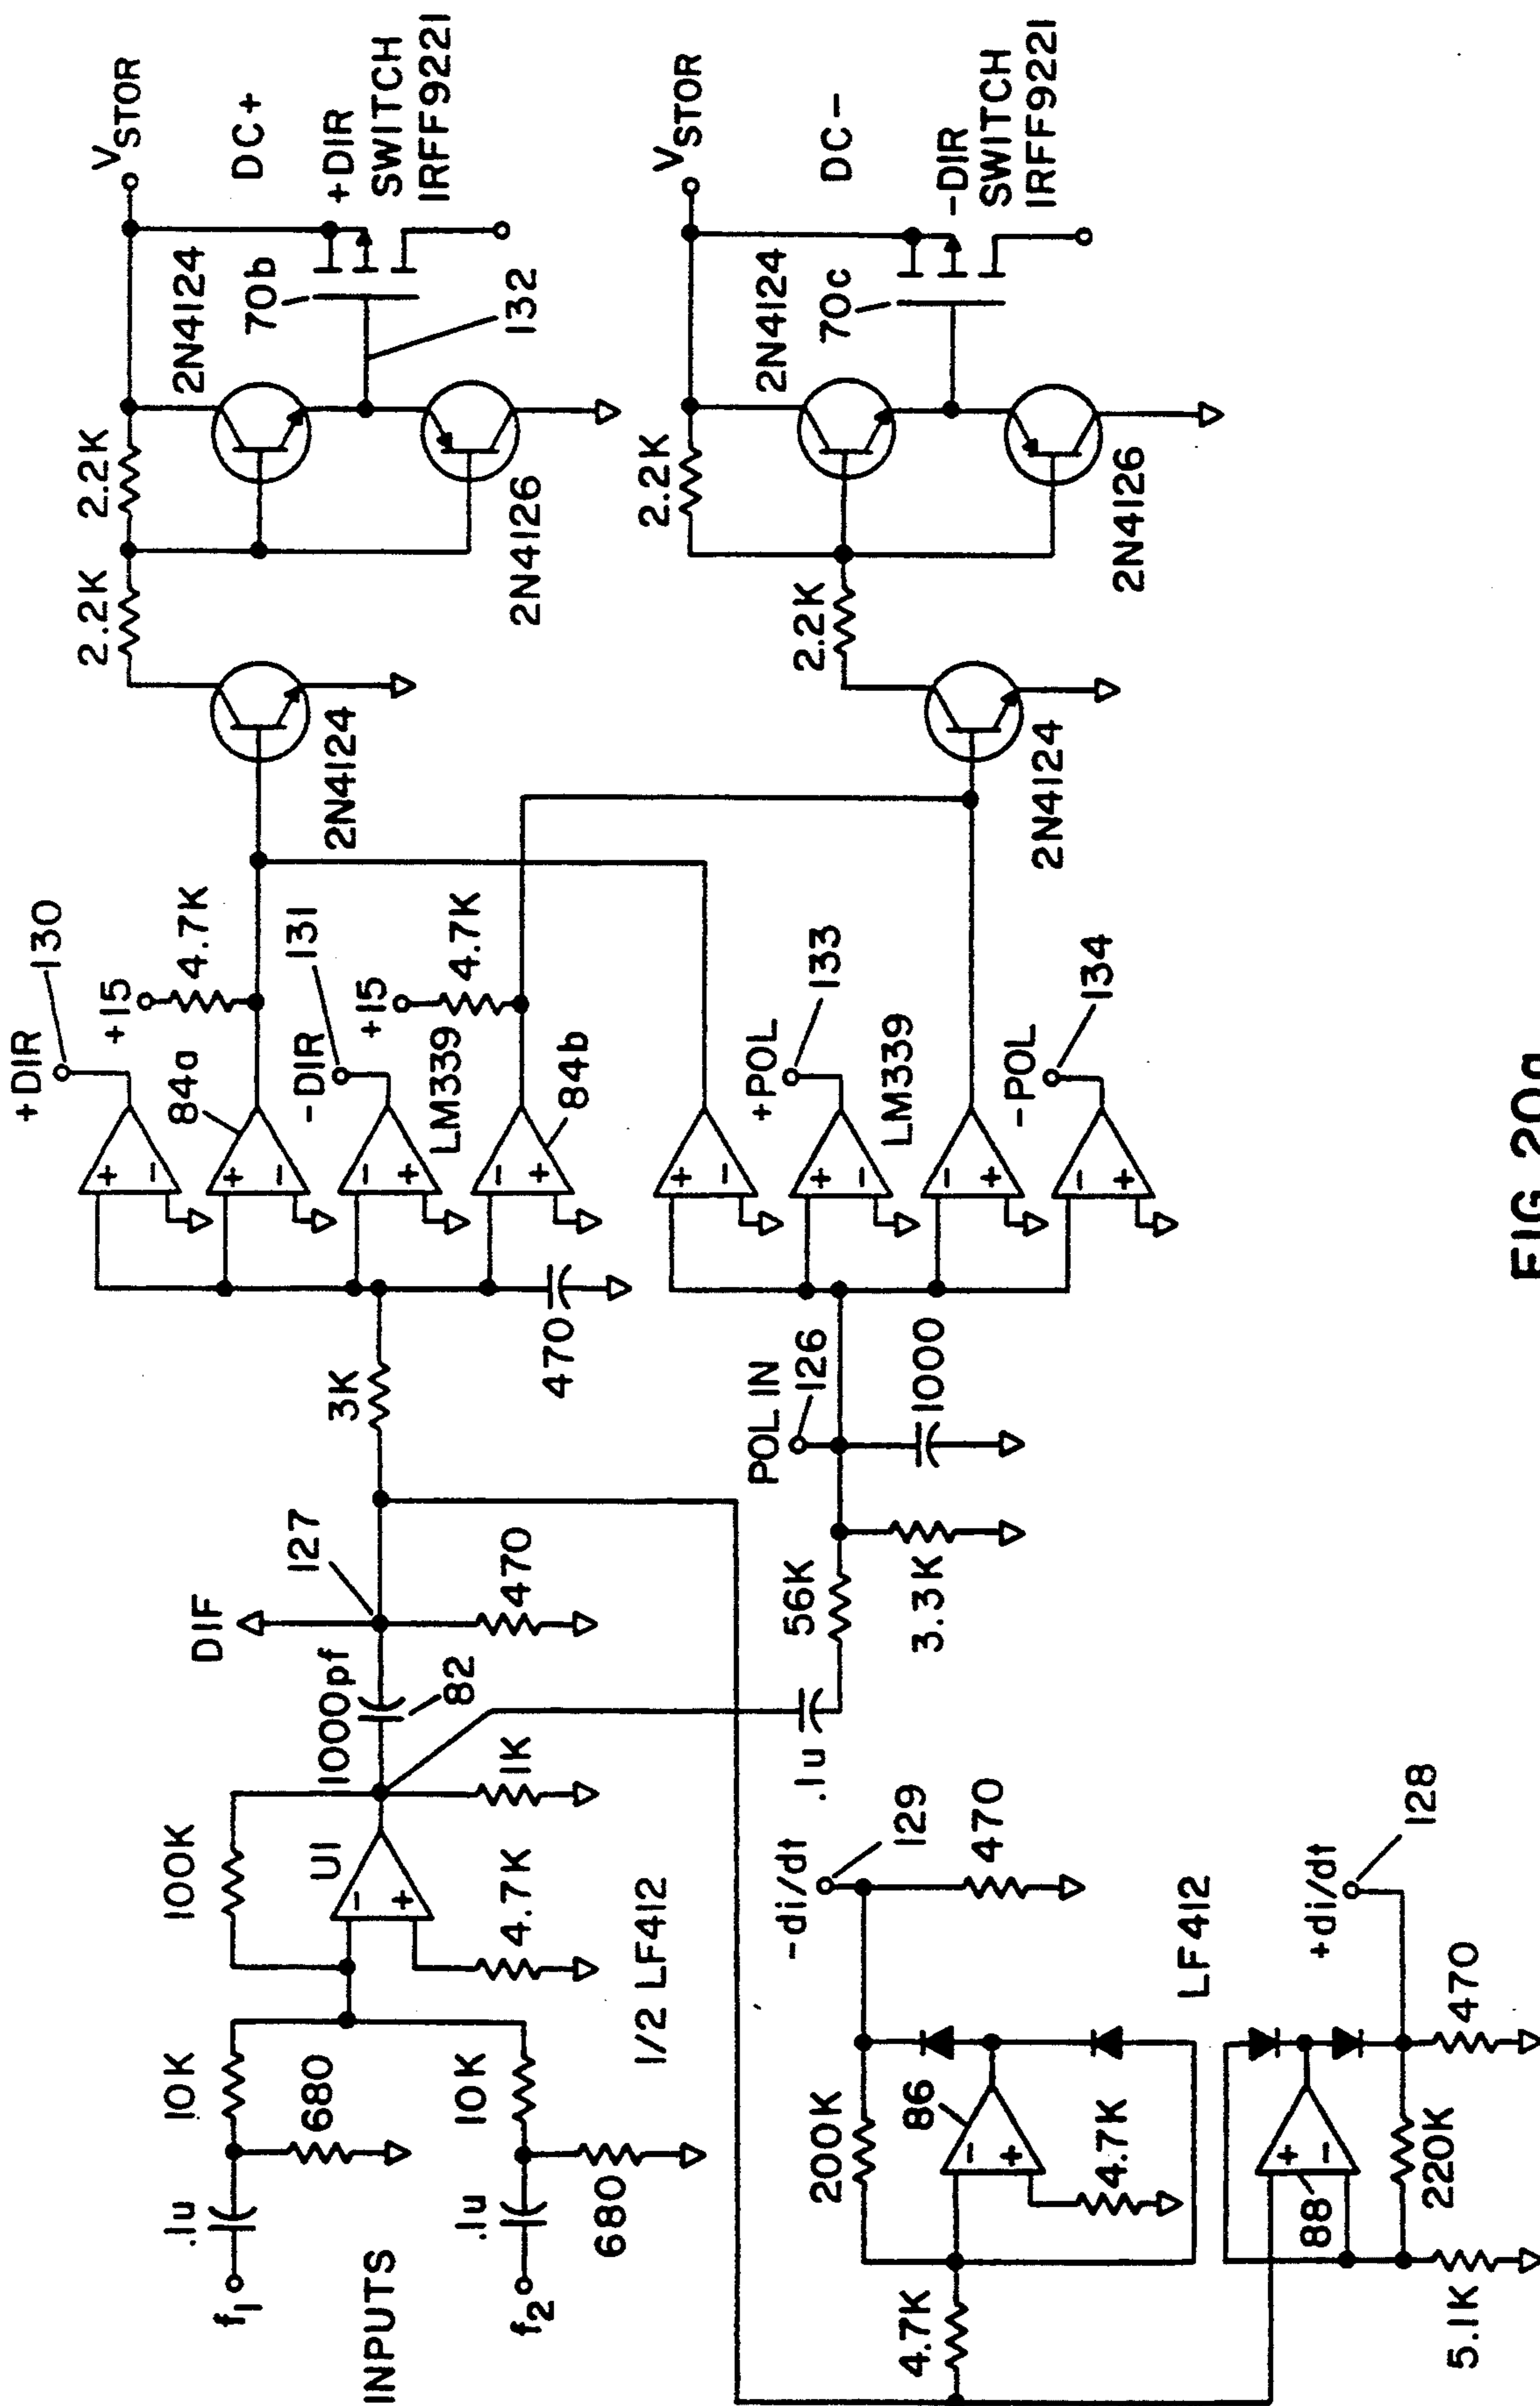 INPUTS
f1
.1u
680
10K
f2
.1u
680
10K
100K
U1
4.7K
1K
1/2 LF412
1000pf
82
DIF
127
470
3K
470
+DIR
130
+15
4.7K
84a
-DIR
131
+15
4.7K
LM339
84b
.1u
56K
3.3K
POL IN
126
1000
+POL
133
LM339
-POL
134
4.7K
200K
86
4.7K
-di/dt
129
470
LF412
88
220K
5.1K
+di/dt
128
470
2N4124
2.2K
2.2K
2N4124
2N4126
70b
132
VSTOR
DC+
+DIR
SWITCH
IRFF9221
2N4124
2.2K
2.2K
2N4124
2N4126
70c
VSTOR
DC-
-DIR
SWITCH
IRFF9221
FIG. 20a
+
-
+
-
-
+
-
+
+
-
+
-
-
+
-
+
-
+
-
+
+
-